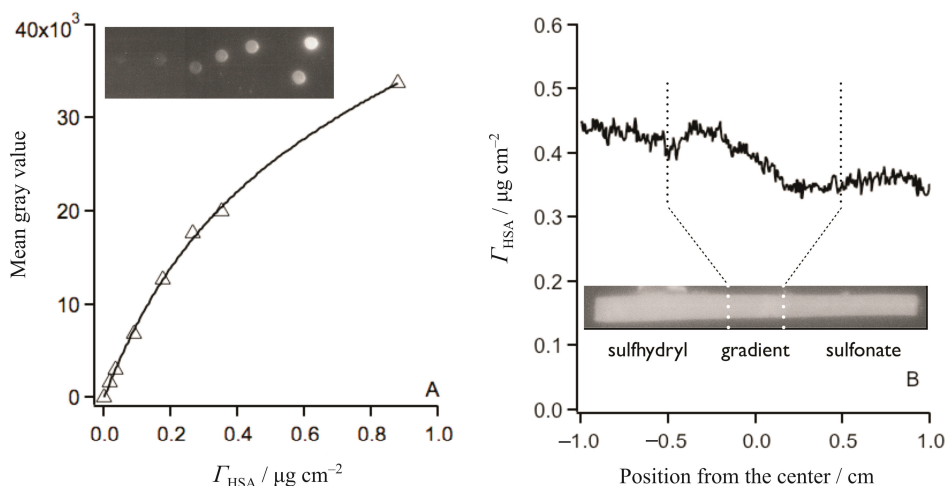 40x10³
30
20
10
0
Mean gray value
A
0.0 0.2 0.4 0.6 0.8 1.0
Γ_HSA / μg cm⁻²
0.6
0.5
0.4
0.3
0.2
0.1
0.0
Γ_HSA / μg cm⁻²
sulfhydryl gradient sulfonate
B
−1.0 −0.5 0.0 0.5 1.0
Position from the center / cm